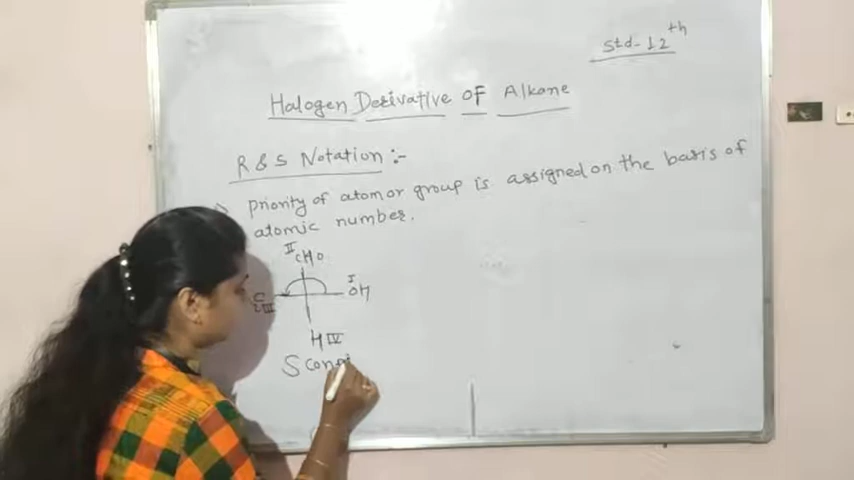 Std-12th
Halogen Derivative of Alkane
R & S Notation :-
priority of atom or group is assigned on the basis of
atomic number.
II
CHO
I
OH
III
H IV
S Con